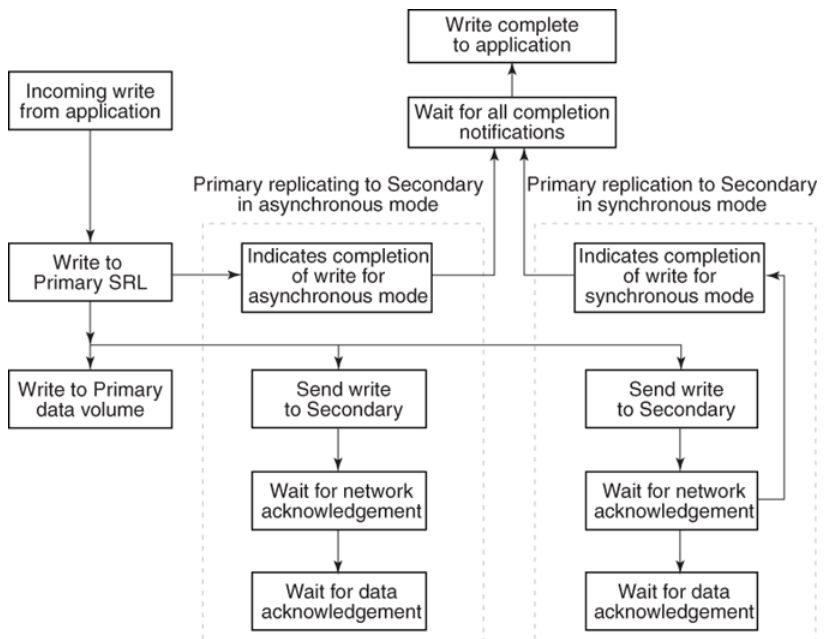 Write complete
to application
Incoming write
from application
Wait for all completion
notifications
Primary replicating to Secondary
in asynchronous mode
Primary replication to Secondary
in synchronous mode
Write to
Primary SRL
Indicates completion
of write for
asynchronous mode
Indicates completion
of write for
synchronous mode
Write to Primary
data volume
Send write
to Secondary
Send write
to Secondary
Wait for network
acknowledgement
Wait for network
acknowledgement
Wait for data
acknowledgement
Wait for data
acknowledgement